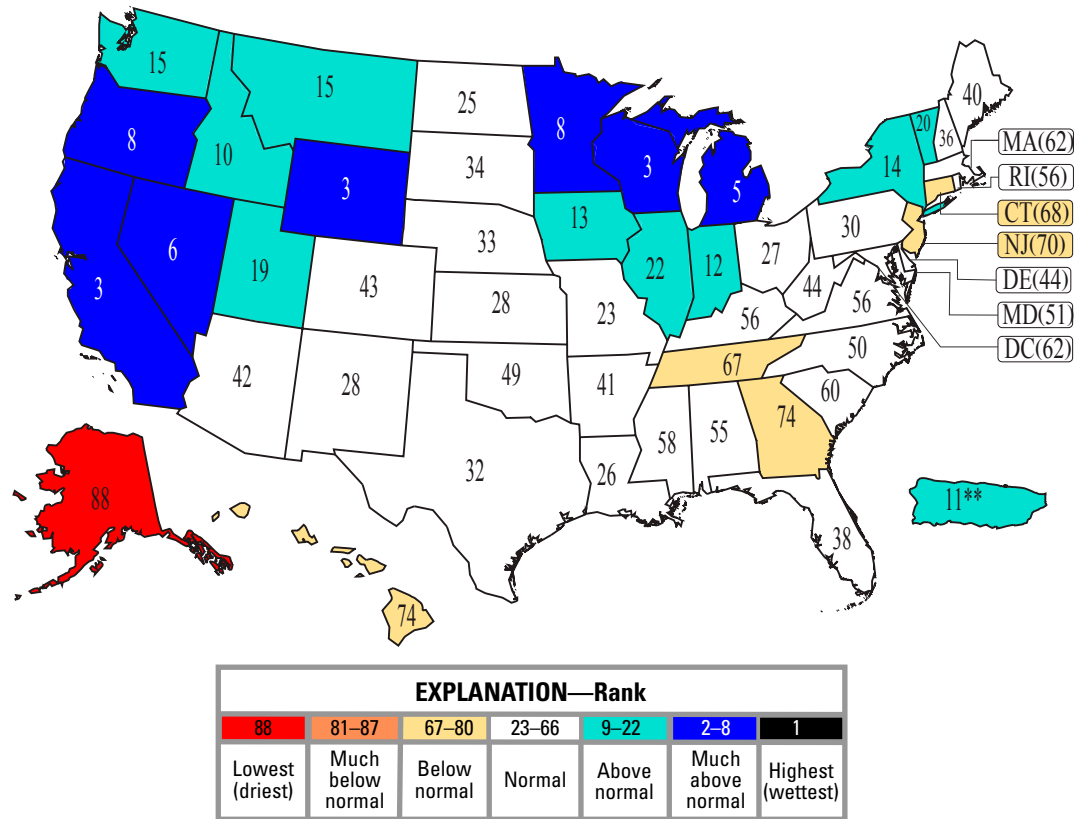 15
15
25
40
8
10
34
8
3
20
36
MA(62)
14
RI(56)
3
5
CT(68)
13
30
NJ(70)
6
33
27
DE(44)
3
19
43
28
22
12
44
56
MD(51)
23
56
DC(62)
42
28
49
67
50
41
60
58
55
74
32
26
88
11**
38
74
EXPLANATION—Rank
88 81–87 67–80 23–66 9–22 2–8 1
Lowest (driest)
Much below normal
Below normal
Normal
Above normal
Much above normal
Highest (wettest)